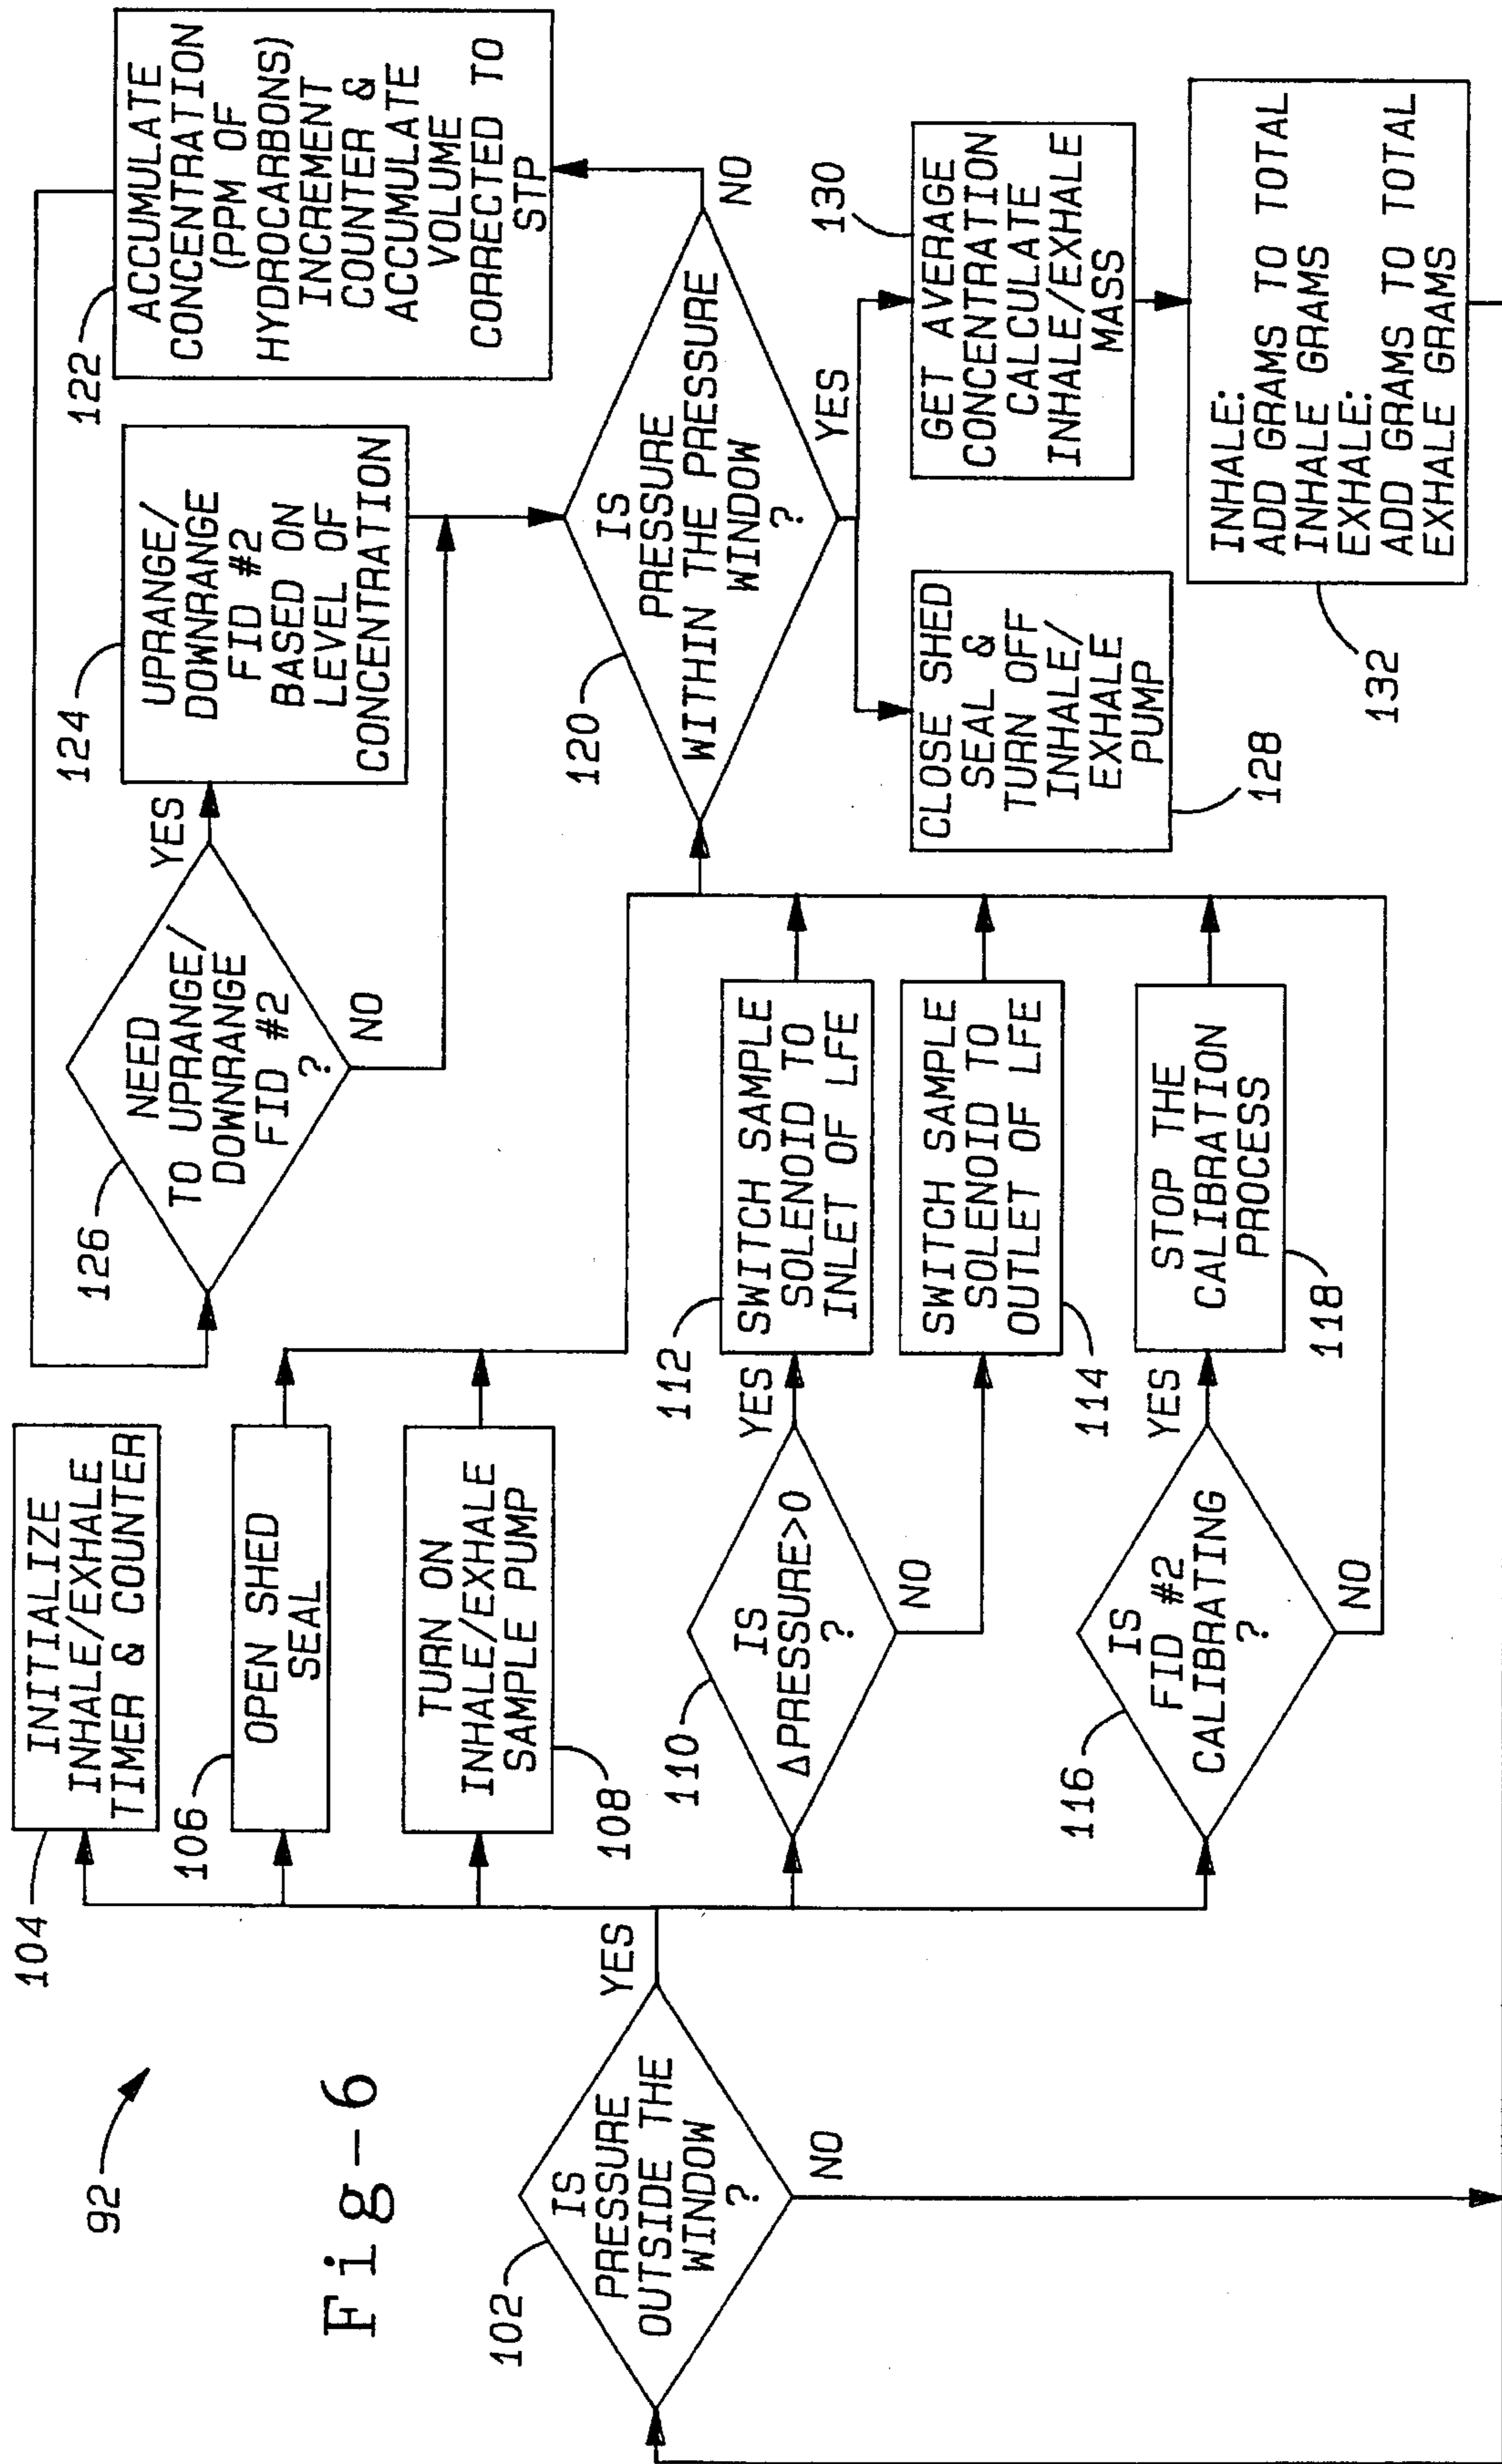 92
Fig-6
102
IS
PRESSURE
OUTSIDE THE
WINDOW
?
YES
NO
104
INITIALIZE
INHALE/EXHALE
TIMER & COUNTER
106
OPEN SHED
SEAL
108
TURN ON
INHALE/EXHALE
SAMPLE PUMP
110
IS
ΔPRESSURE>0
?
YES
NO
112
SWITCH SAMPLE
SOLENOID TO
INLET OF LFE
114
SWITCH SAMPLE
SOLENOID TO
OUTLET OF LFE
116
IS
FID #2
CALIBRATING
?
YES
NO
118
STOP THE
CALIBRATION
PROCESS
126
NEED
TO UPRANGE/
DOWNRANGE
FID #2
?
YES
NO
124
UPRANGE/
DOWNRANGE
FID #2
BASED ON
LEVEL OF
CONCENTRATION
122
ACCUMULATE
CONCENTRATION
(PPM OF
HYDROCARBONS)
INCREMENT
COUNTER &
ACCUMULATE
VOLUME
CORRECTED TO
STP
120
IS
PRESSURE
WITHIN THE PRESSURE
WINDOW
?
NO
YES
128
CLOSE SHED
SEAL &
TURN OFF
INHALE/
EXHALE
PUMP
130
GET AVERAGE
CONCENTRATION
CALCULATE
INHALE/EXHALE
MASS
132
INHALE:
ADD GRAMS TO TOTAL
INHALE GRAMS
EXHALE:
ADD GRAMS TO TOTAL
EXHALE GRAMS